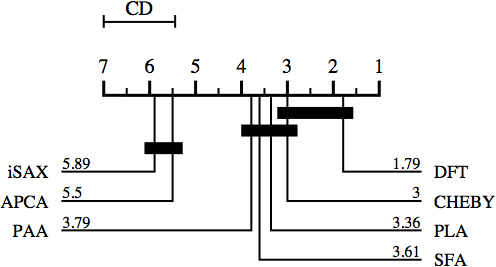 CD
7 6 5 4 3 2 1
iSAX 5.89 1.79 DFT
APCA 5.5 3 CHEBY
PAA 3.79 3.36 PLA
3.61 SFA